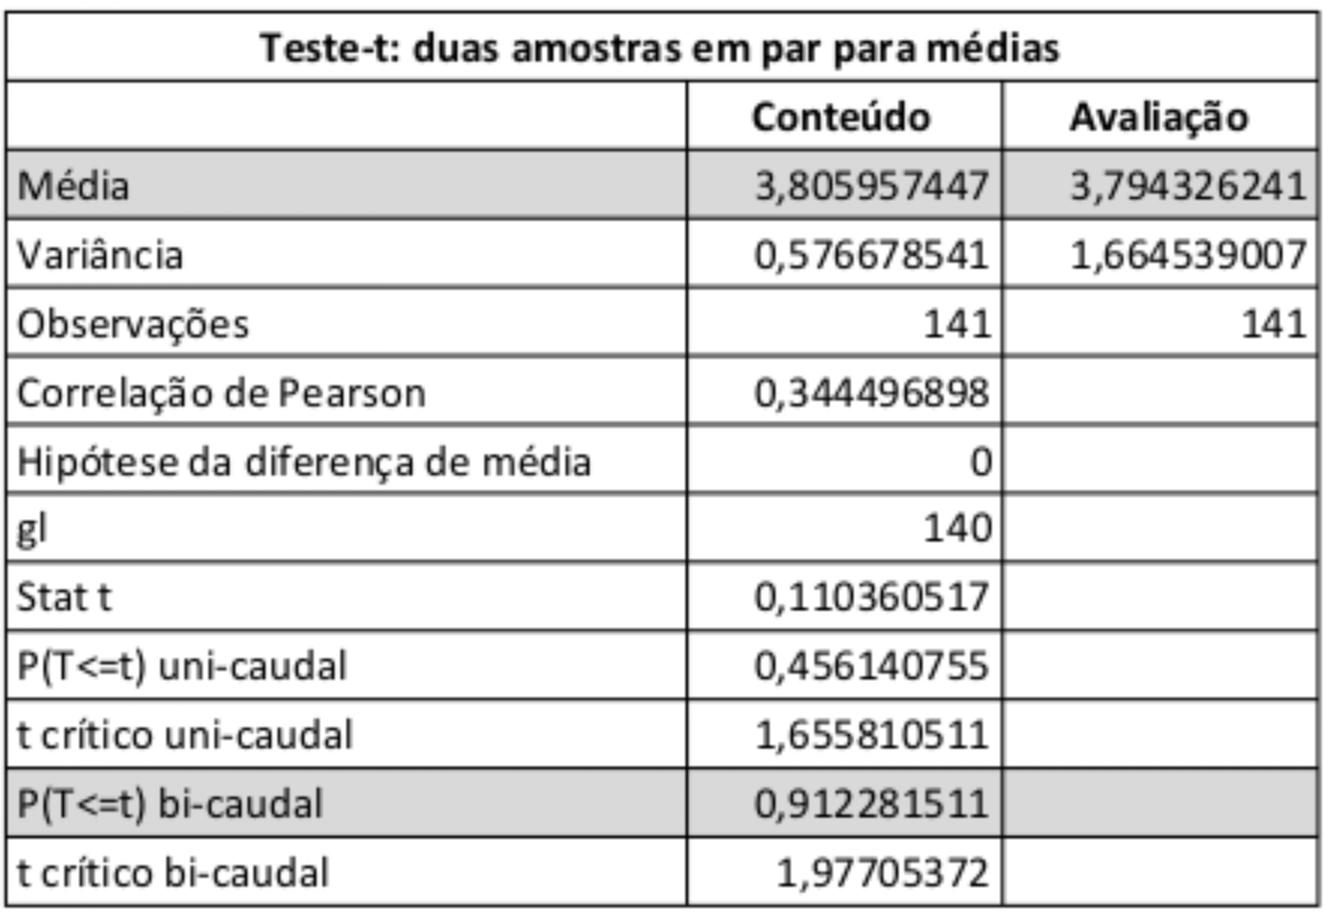 Teste-t: duas amostras em par para médias
Conteúdo Avaliação
Média 3,805957447 3,794326241
Variância 0,576678541 1,664539007
Observações 141 141
Correlação de Pearson 0,344496898
Hipótese da diferença de média 0
gl 140
Stat t 0,110360517
P(T<=t) uni-caudal 0,456140755
t crítico uni-caudal 1,655810511
P(T<=t) bi-caudal 0,912281511
t crítico bi-caudal 1,97705372